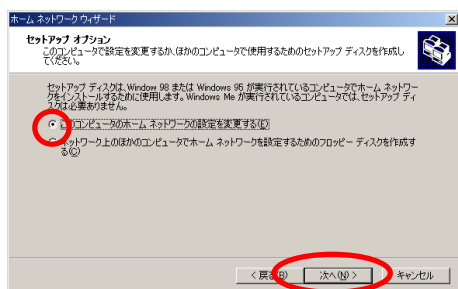 ホーム ネットワーク ウィザード
セットアップ オプション
このコンピュータで設定を変更するか、ほかのコンピュータで使用するためのセットアップ ディスクを作成し
てください。
セットアップ ディスクは、Window 98 または Windows 95 が実行されているコンピュータでホーム ネットワー
クをインストールするために使用します。Windows Me が実行されているコンピュータでは、セットアップ ディ
スクは必要ありません。
このコンピュータのホーム ネットワークの設定を変更する(E)
ネットワーク上のほかのコンピュータでホーム ネットワークを設定するためのフロッピー ディスクを作成す
る(C)
< 戻る(B)
次へ(N) >
キャンセル